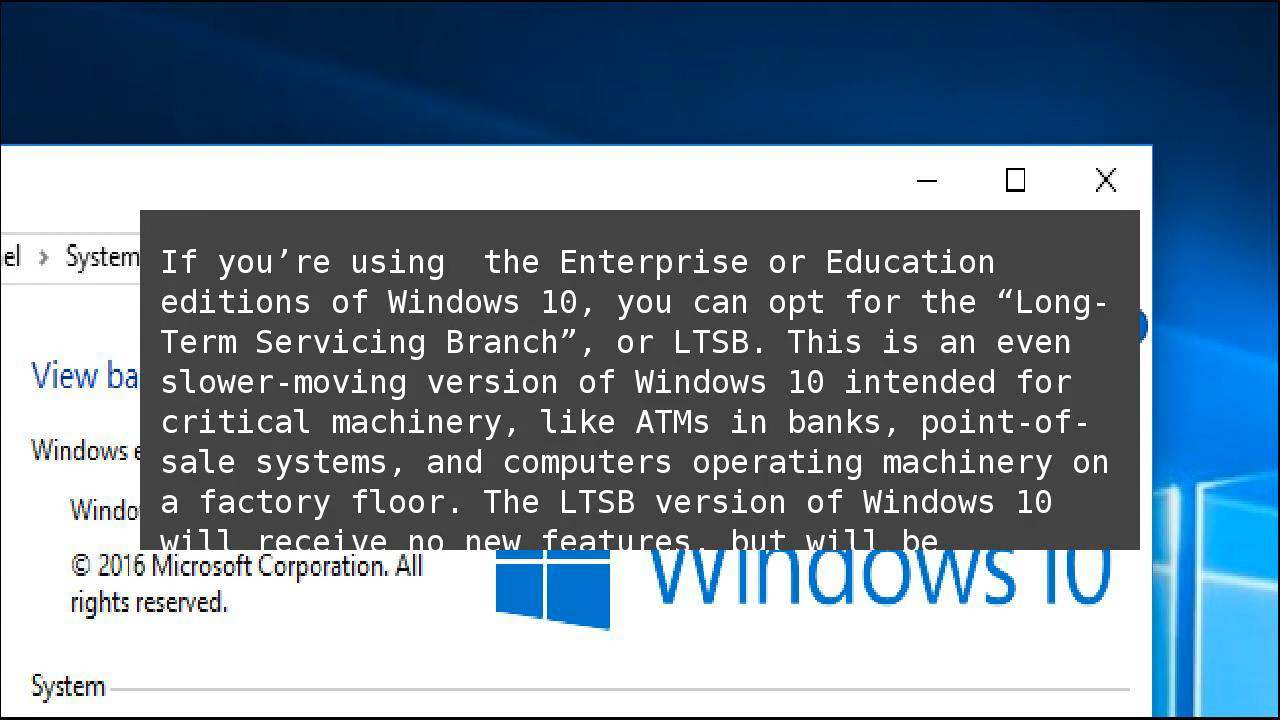 el > System
If you’re using  the Enterprise or Education
editions of Windows 10, you can opt for the “Long-
Term Servicing Branch”, or LTSB. This is an even
slower-moving version of Windows 10 intended for
critical machinery, like ATMs in banks, point-of-
sale systems, and computers operating machinery on
a factory floor. The LTSB version of Windows 10
will receive no new features, but will be
View ba
Windows e
Windo
© 2016 Microsoft Corporation. All
rights reserved.
Windows 10
System